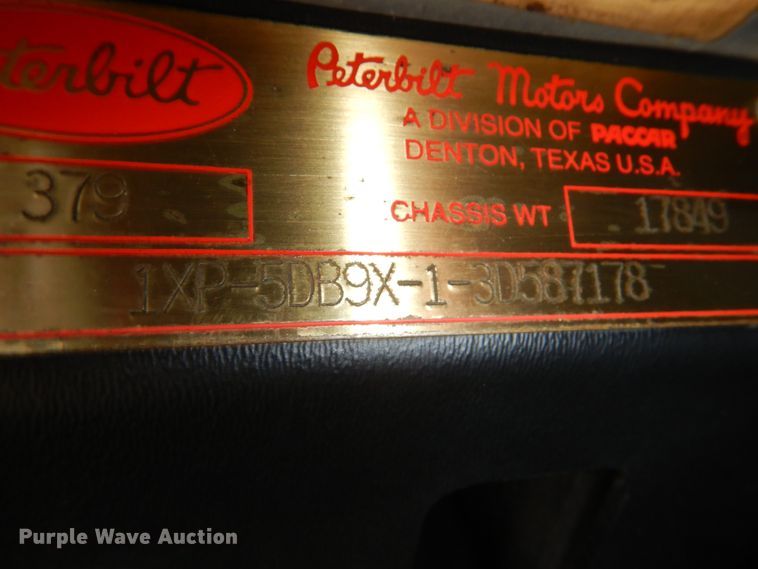 terbilt
Peterbilt Motors Company
A DIVISION OF PACCAR
DENTON, TEXAS U.S.A.
379
CHASSIS WT 17849
1XP-5DB9X-1-3D587178
Purple Wave Auction